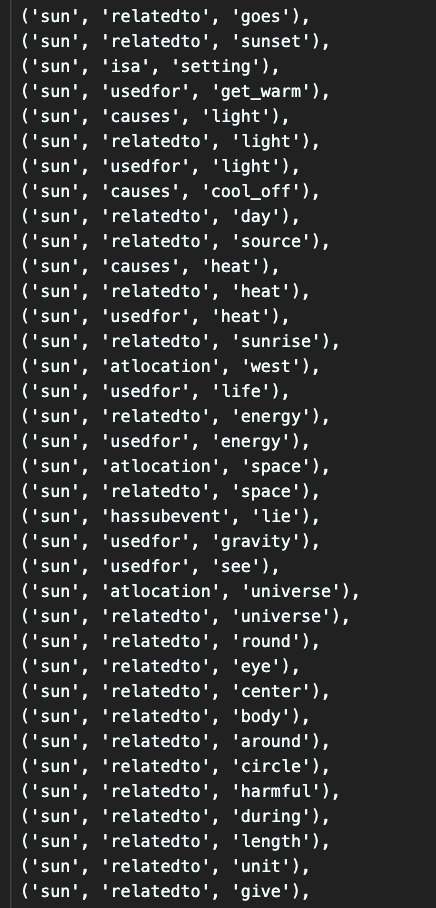 ('sun', 'relatedto', 'goes'),
('sun', 'relatedto', 'sunset'),
('sun', 'isa', 'setting'),
('sun', 'usedfor', 'get_warm'),
('sun', 'causes', 'light'),
('sun', 'relatedto', 'light'),
('sun', 'usedfor', 'light'),
('sun', 'causes', 'cool_off'),
('sun', 'relatedto', 'day'),
('sun', 'relatedto', 'source'),
('sun', 'causes', 'heat'),
('sun', 'relatedto', 'heat'),
('sun', 'usedfor', 'heat'),
('sun', 'relatedto', 'sunrise'),
('sun', 'atlocation', 'west'),
('sun', 'usedfor', 'life'),
('sun', 'relatedto', 'energy'),
('sun', 'usedfor', 'energy'),
('sun', 'atlocation', 'space'),
('sun', 'relatedto', 'space'),
('sun', 'hassubevent', 'lie'),
('sun', 'usedfor', 'gravity'),
('sun', 'usedfor', 'see'),
('sun', 'atlocation', 'universe'),
('sun', 'relatedto', 'universe'),
('sun', 'relatedto', 'round'),
('sun', 'relatedto', 'eye'),
('sun', 'relatedto', 'center'),
('sun', 'relatedto', 'body'),
('sun', 'relatedto', 'around'),
('sun', 'relatedto', 'circle'),
('sun', 'relatedto', 'harmful'),
('sun', 'relatedto', 'during'),
('sun', 'relatedto', 'length'),
('sun', 'relatedto', 'unit'),
('sun', 'relatedto', 'give'),